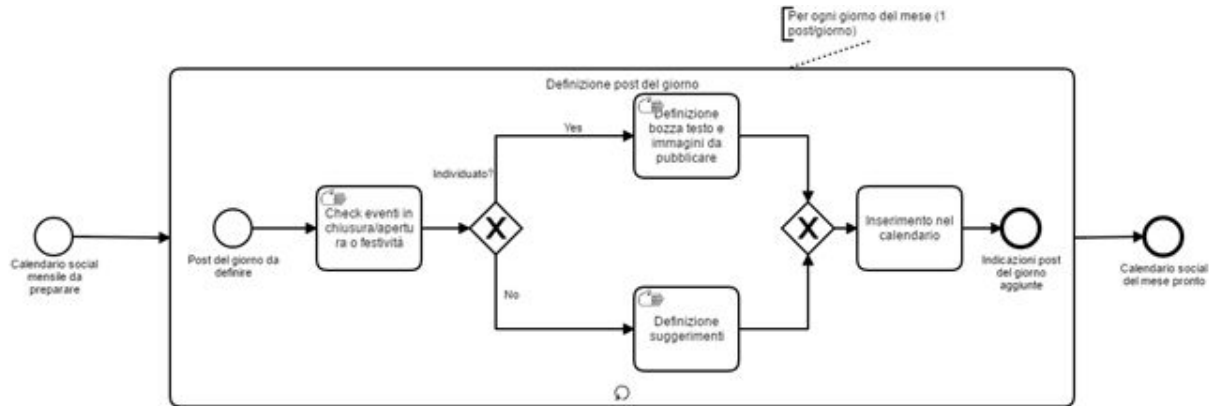 Per ogni giorno del mese (1
post/giorno)
Definizione post del giorno
Definizione
bozza testo e
immagini da
pubblicare
Yes
Individuato?
Check eventi in
chiusura/apertu
ra o festività
Inserimento nel
calendario
Calendario social
mensile da
preparare
Post del giorno da
definire
Indicazioni post
del giorno
aggiunte
Calendario social
del mese pronto
No
Definizione
suggerimenti